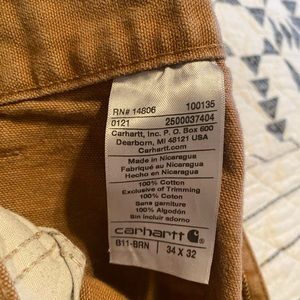 RN# 14806 100135
0121 2500037404
Carhartt, Inc. P.O. Box 600
Dearborn, MI 48121 USA
Carhartt.com
Made in Nicaragua
Fabriqué au Nicaragua
Hecho en Nicaragua
100% Cotton
Exclusive of Trimming
100% Coton
Sans garniture
100% Algodón
Sin incluir adorno
carhartt
B11-BRN 34 X 32